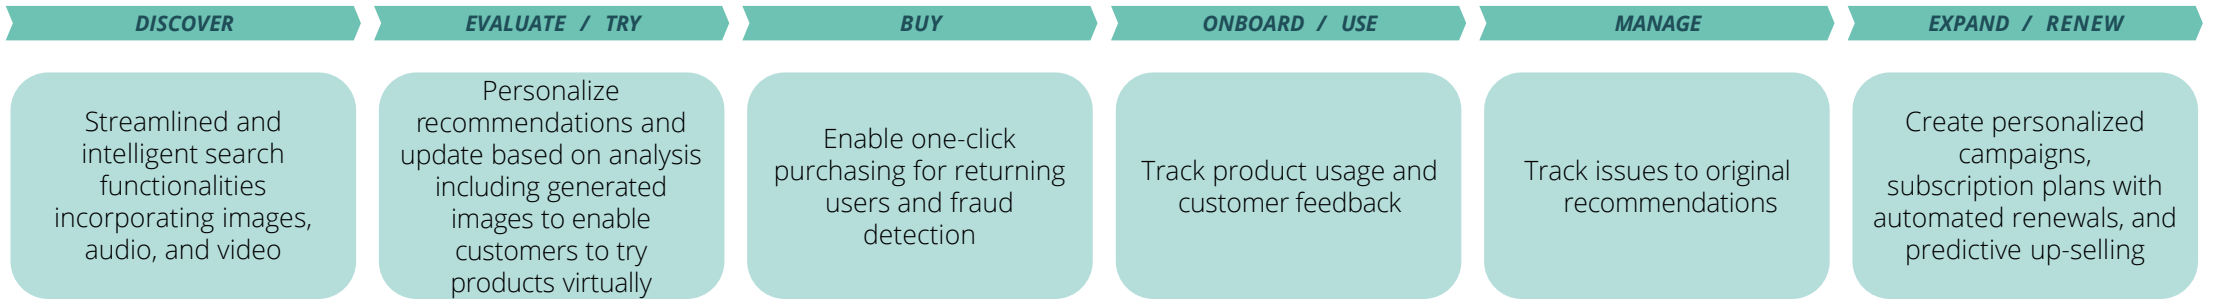 DISCOVER
EVALUATE / TRY
BUY
ONBOARD / USE
MANAGE
EXPAND / RENEW
Streamlined and
intelligent search
functionalities
incorporating images,
audio, and video
Personalize
recommendations and
update based on analysis
including generated
images to enable
customers to try
products virtually
Enable one-click
purchasing for returning
users and fraud
detection
Track product usage and
customer feedback
Track issues to original
recommendations
Create personalized
campaigns,
subscription plans with
automated renewals, and
predictive up-selling